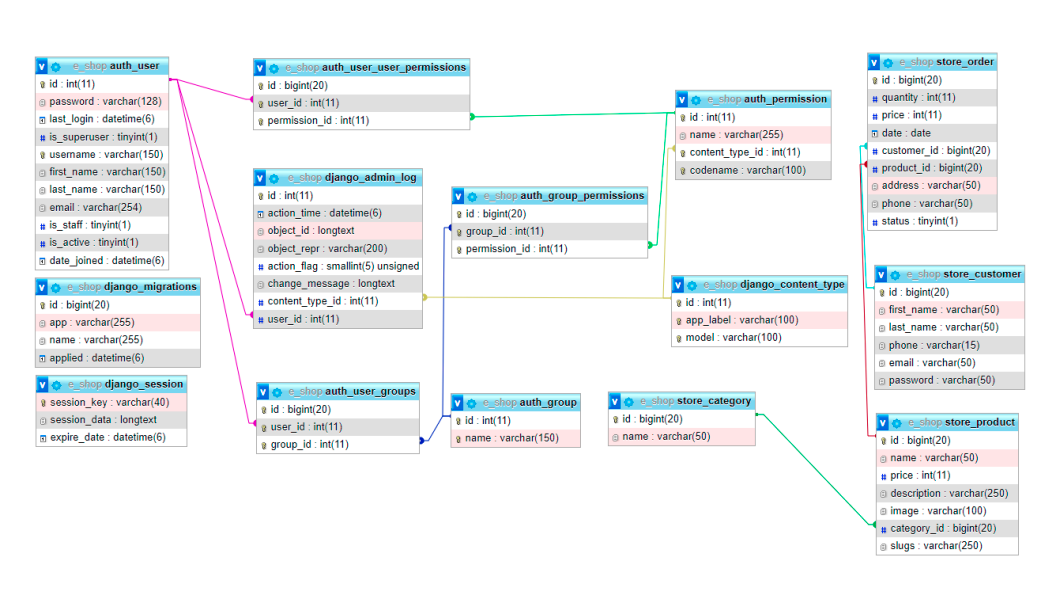 e_shop auth_user
id : int(11)
password : varchar(128)
last_login : datetime(6)
is_superuser : tinyint(1)
username : varchar(150)
first_name : varchar(150)
last_name : varchar(150)
email : varchar(254)
is_staff : tinyint(1)
is_active : tinyint(1)
date_joined : datetime(6)
e_shop django_migrations
id : bigint(20)
app : varchar(255)
name : varchar(255)
applied : datetime(6)
e_shop django_session
session_key : varchar(40)
session_data : longtext
expire_date : datetime(6)
e_shop auth_user_user_permissions
id : bigint(20)
user_id : int(11)
permission_id : int(11)
e_shop django_admin_log
id : int(11)
action_time : datetime(6)
object_id : longtext
object_repr : varchar(200)
action_flag : smallint(5) unsigned
change_message : longtext
content_type_id : int(11)
user_id : int(11)
e_shop auth_user_groups
id : bigint(20)
user_id : int(11)
group_id : int(11)
e_shop auth_group_permissions
id : bigint(20)
group_id : int(11)
permission_id : int(11)
e_shop auth_group
id : int(11)
name : varchar(150)
e_shop auth_permission
id : int(11)
name : varchar(255)
content_type_id : int(11)
codename : varchar(100)
e_shop django_content_type
id : int(11)
app_label : varchar(100)
model : varchar(100)
e_shop store_category
id : bigint(20)
name : varchar(50)
e_shop store_order
id : bigint(20)
quantity : int(11)
price : int(11)
date : date
customer_id : bigint(20)
product_id : bigint(20)
address : varchar(50)
phone : varchar(50)
status : tinyint(1)
e_shop store_customer
id : bigint(20)
first_name : varchar(50)
last_name : varchar(50)
phone : varchar(15)
email : varchar(50)
password : varchar(50)
e_shop store_product
id : bigint(20)
name : varchar(50)
price : int(11)
description : varchar(250)
image : varchar(100)
category_id : bigint(20)
slugs : varchar(250)